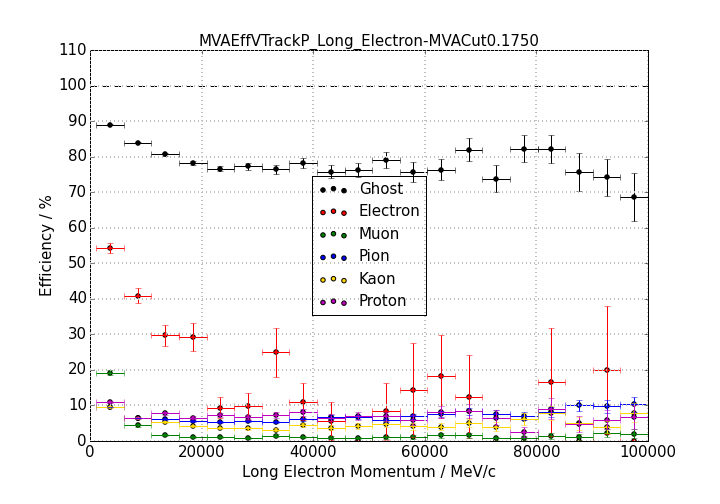 MVAEffVTrackP_Long_Electron-MVACut0.1750
110
100
90
80
70
60
50
40
30
20
10
0
Efficiency / %
Ghost
Electron
Muon
Pion
Kaon
Proton
0 20000 40000 60000 80000 100000
Long Electron Momentum / MeV/c